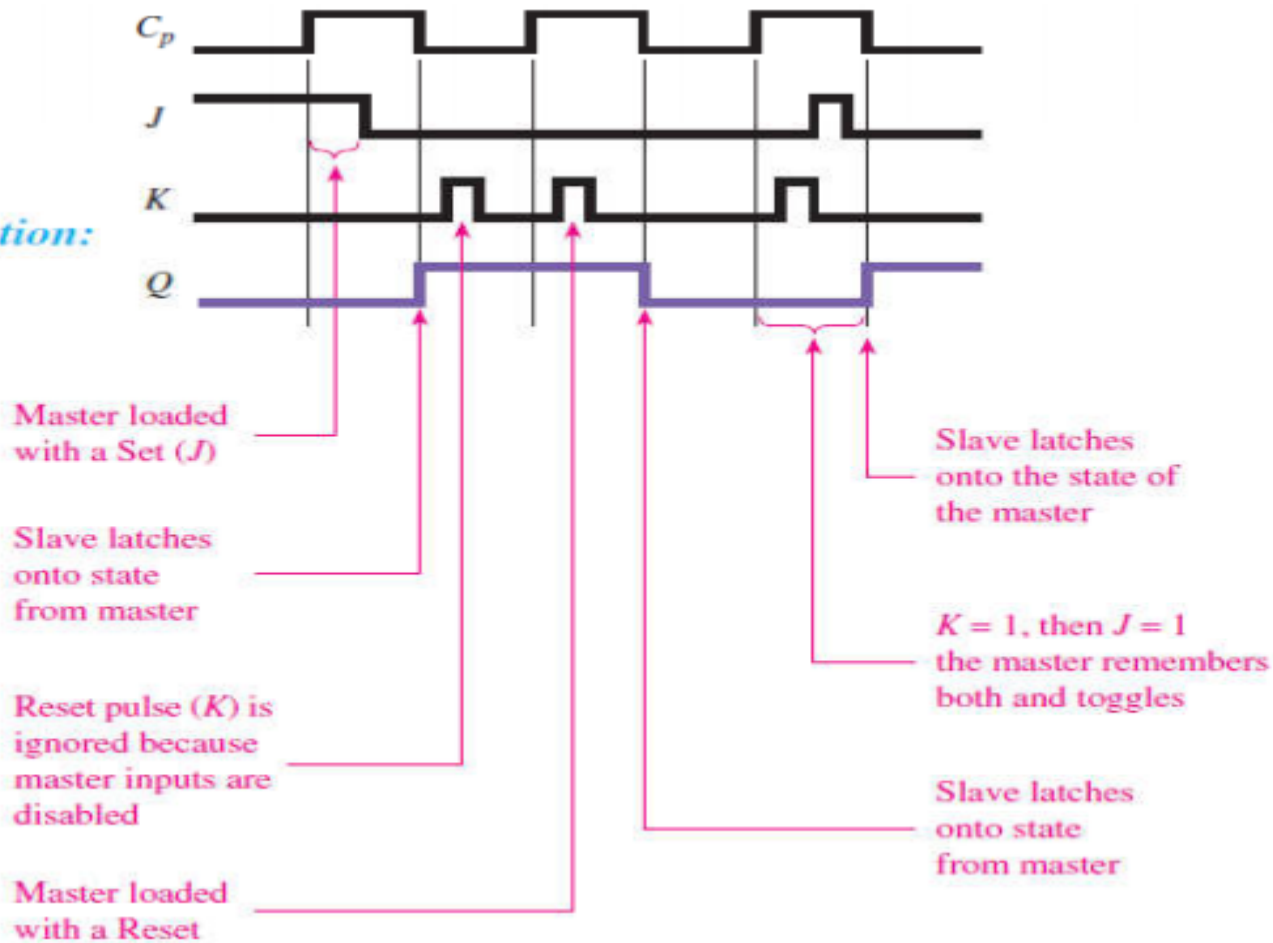 Cp
J
K
tion:
Q
Master loaded
with a Set (J)
Slave latches
onto state
from master
Reset pulse (K) is
ignored because
master inputs are
disabled
Master loaded
with a Reset
Slave latches
onto the state of
the master
K = 1, then J = 1
the master remembers
both and toggles
Slave latches
onto state
from master